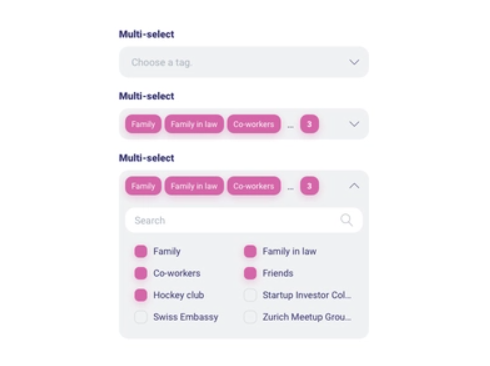 Multi-select
Choose a tag.
Multi-select
Family Family in law Co-workers ... 3
Multi-select
Family Family in law Co-workers ... 3
Search
Family Family in law
Co-workers Friends
Hockey club Startup Investor Col...
Swiss Embassy Zurich Meetup Grou...